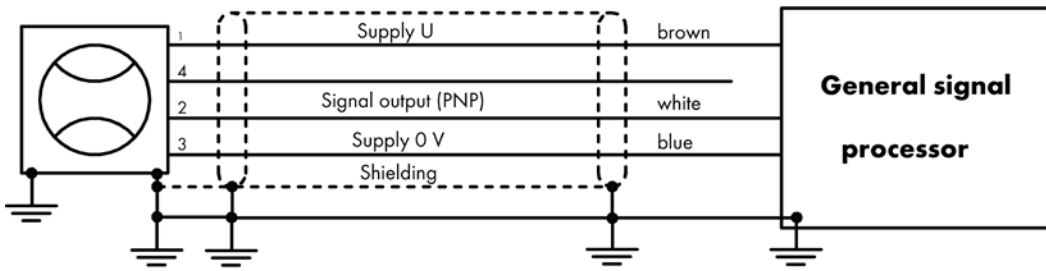 1
Supply U
brown
4
2
Signal output (PNP)
white
3
Supply 0 V
blue
Shielding
General signal
processor